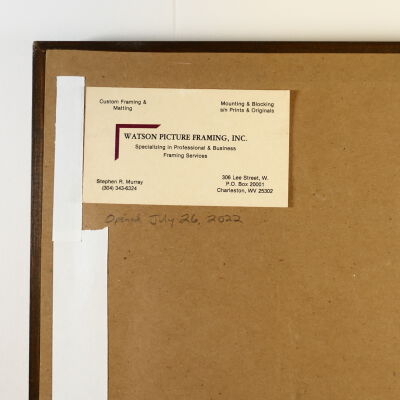 Custom Framing &
Matting
Mounting & Blocking
s/n Prints & Originals
WATSON PICTURE FRAMING, INC.
Specializing in Professional & Business
Framing Services
Stephen R. Murray
(304) 343-6324
306 Lee Street, W.
P.O. Box 20001
Charleston, WV 25302
Opened July 26, 2022